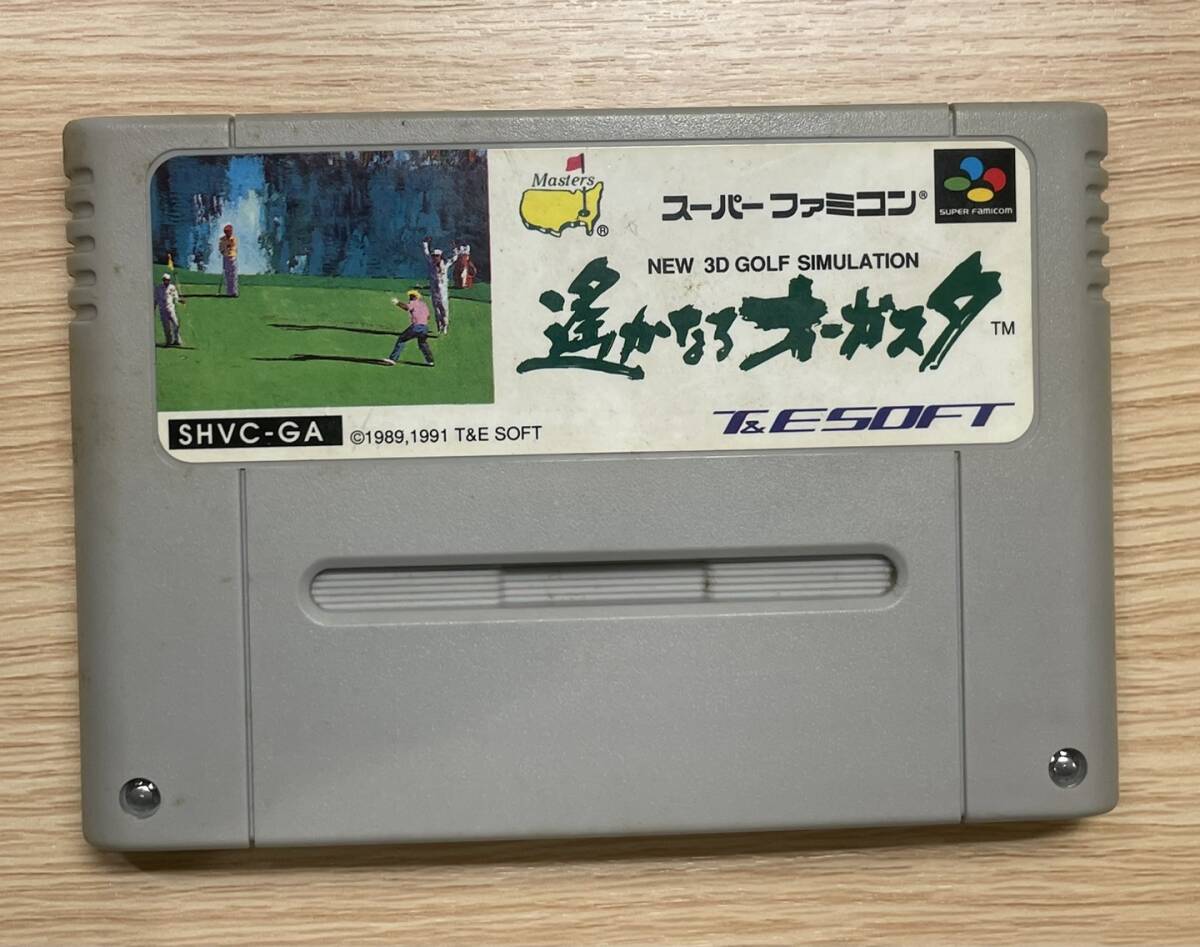 Masters
®
スーパーファミコン®
SUPER FAMICOM
NEW 3D GOLF SIMULATION
遙かなるオーガスタ TM
T&E SOFT
SHVC-GA ©1989,1991 T&E SOFT